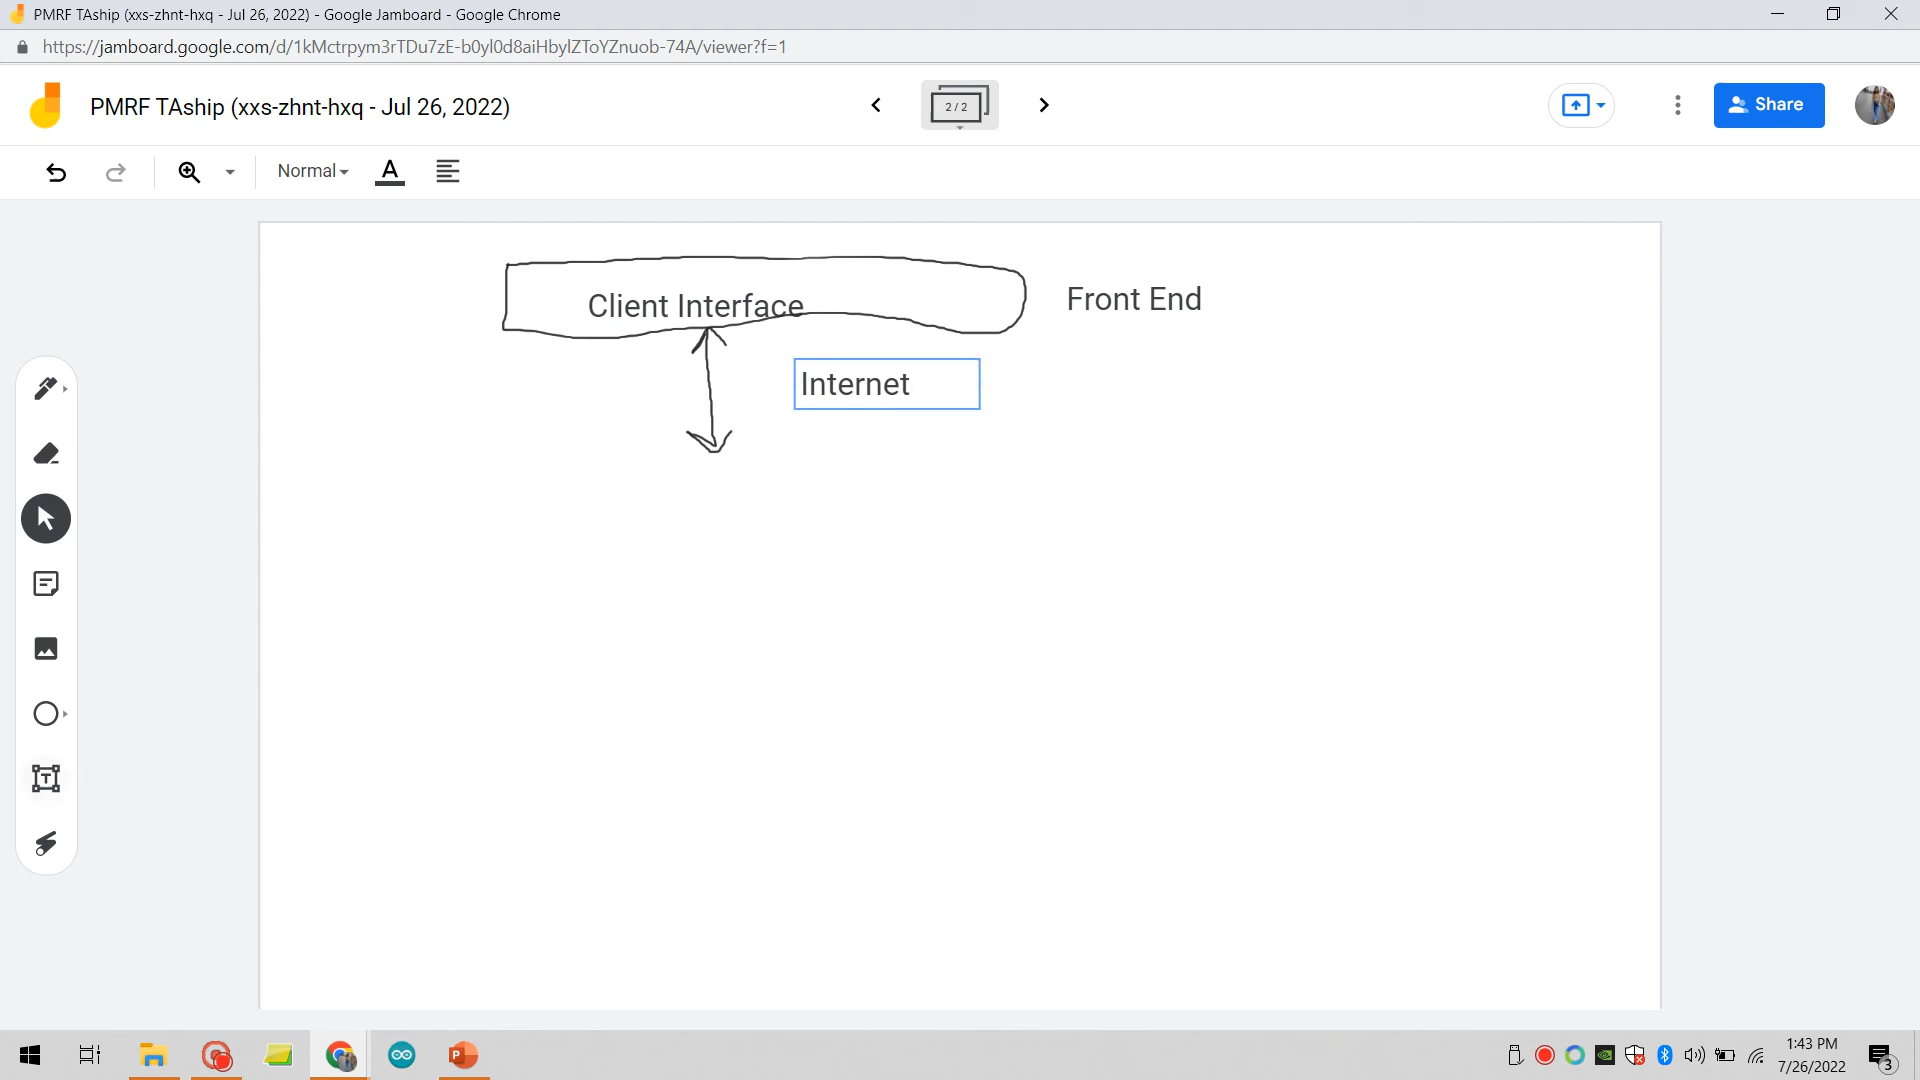 PMRF TAship (xxs-zhnt-hxq - Jul 26, 2022) - Google Jamboard - Google Chrome
https://jamboard.google.com/d/1kMctrpym3rTDu7zE-b0yl0d8aiHbylZToYZnuob-74A/viewer?f=1
PMRF TAship (xxs-zhnt-hxq - Jul 26, 2022)
2 / 2
Share
Normal
A
Client Interface
Front End
Internet
T
P
1:43 PM
7/26/2022
3